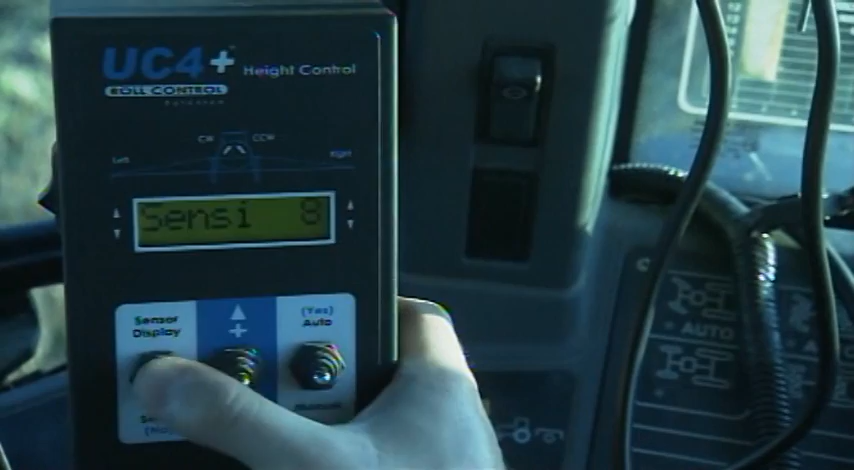 UC4+ Height Control
ROLL CONTROL
CW CCW
Left Right
Sensi 8
Sensor
Display
+
(Yes)
Auto
AUTO